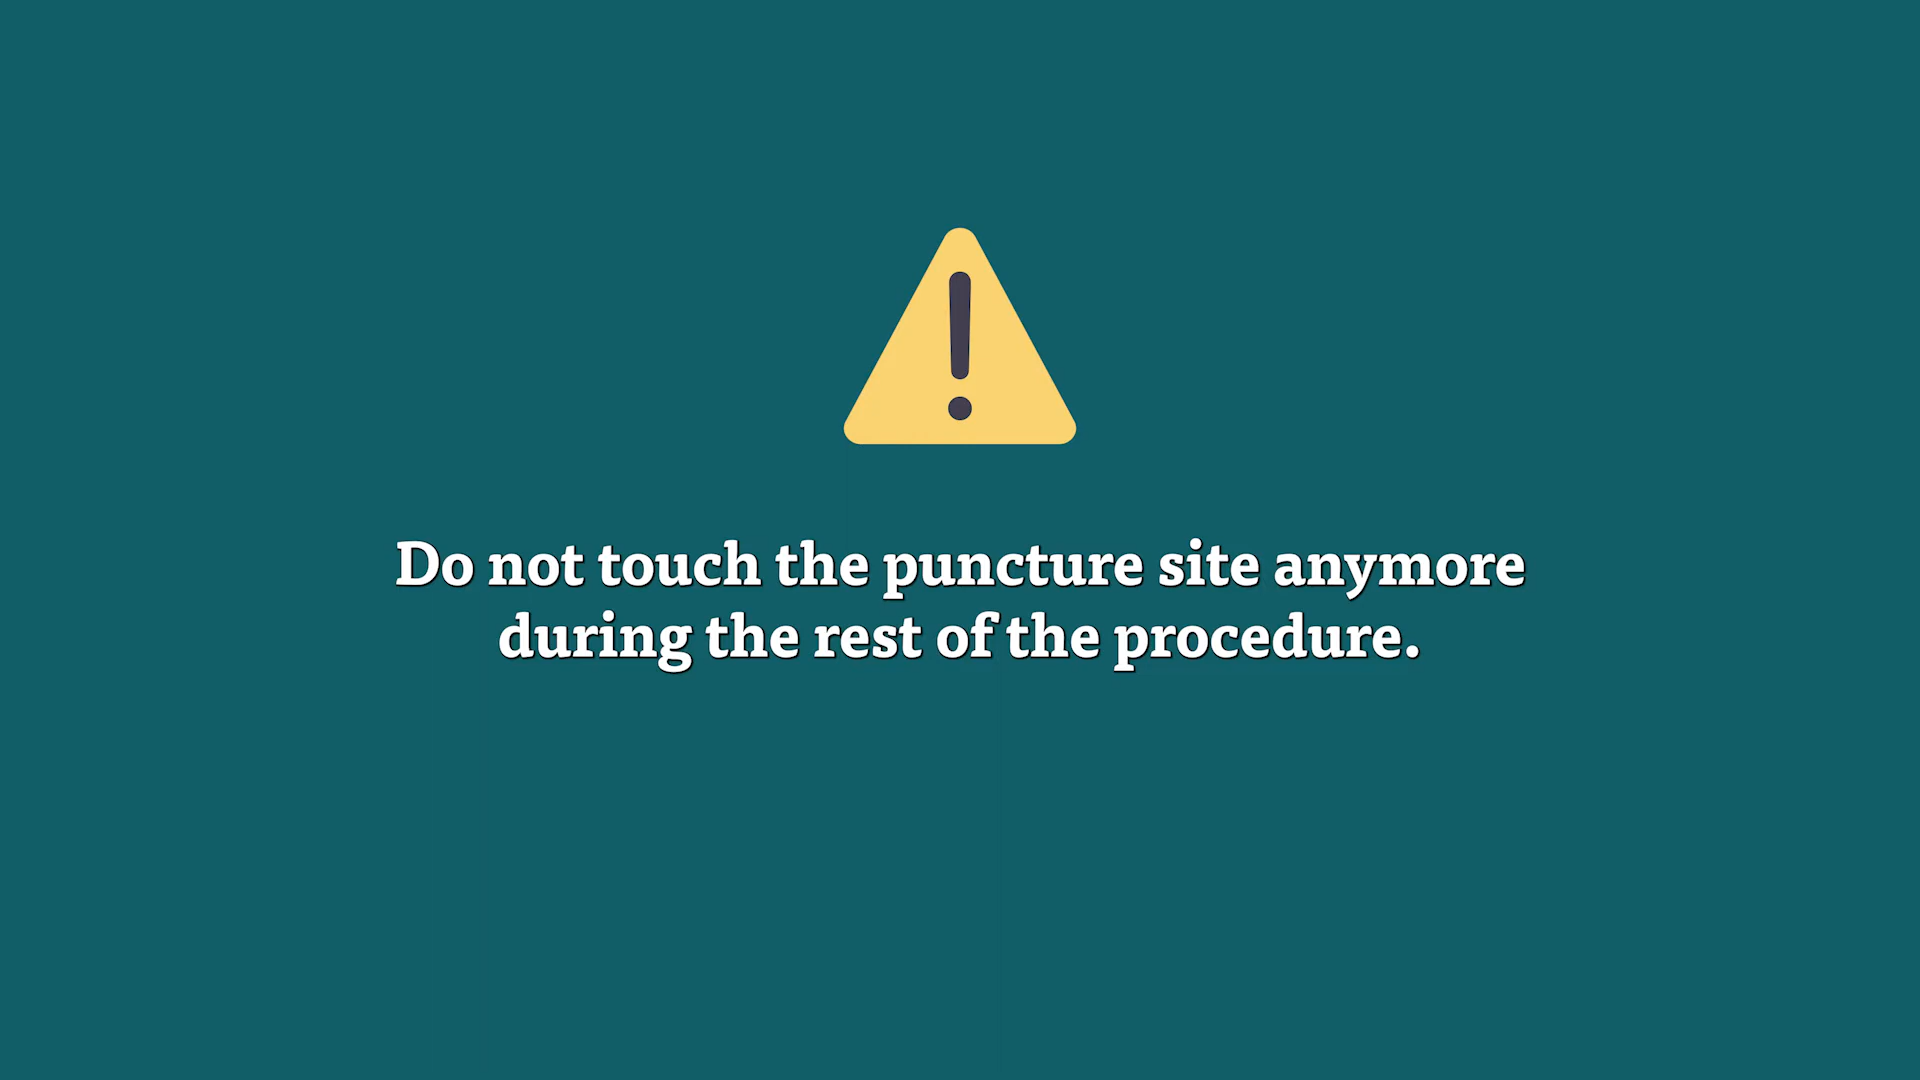 Do not touch the puncture site anymore
during the rest of the procedure.